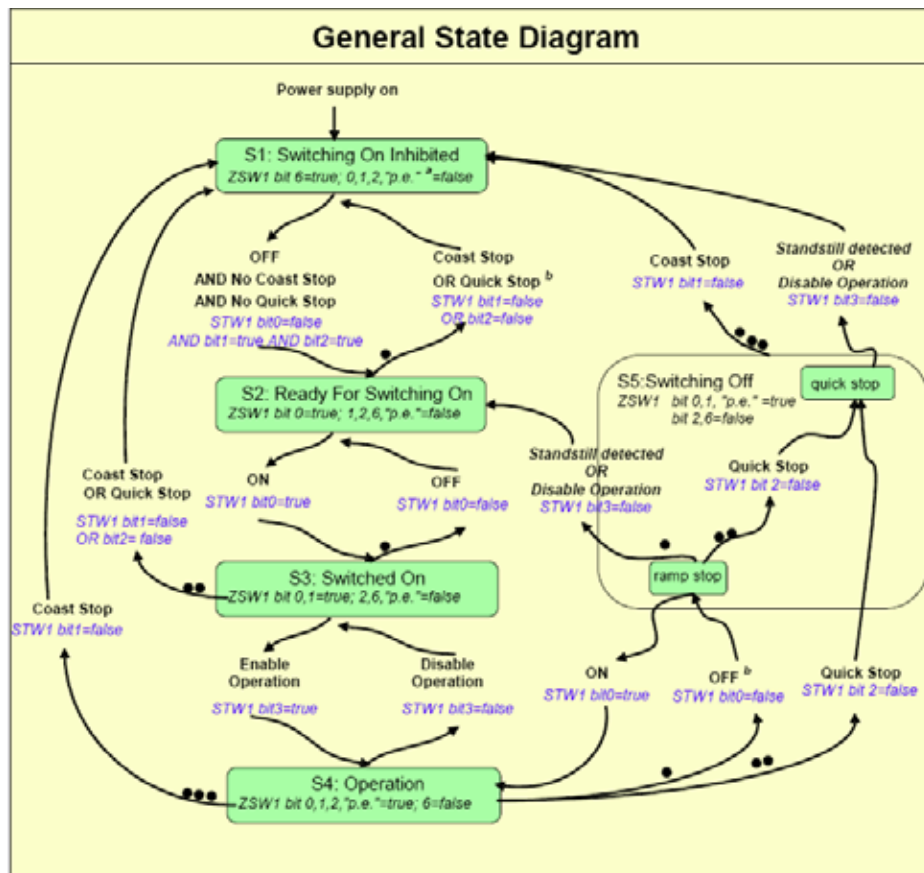 General State Diagram
Power supply on
S1: Switching On Inhibited
ZSW1 bit 6=true; 0,1,2,"p.e." a=false
OFF
AND No Coast Stop
AND No Quick Stop
STW1 bit0=false
AND bit1=true AND bit2=true
Coast Stop
OR Quick Stop b
STW1 bit1=false
OR bit2=false
Coast Stop
STW1 bit1=false
Standstill detected
OR
Disable Operation
STW1 bit3=false
S2: Ready For Switching On
ZSW1 bit 0=true; 1,2,6,"p.e."=false
S5:Switching Off
ZSW1 bit 0,1, "p.e." =true
bit 2,6=false
quick stop
ON
STW1 bit0=true
OFF
STW1 bit0=false
Standstill detected
OR
Disable Operation
STW1 bit3=false
Quick Stop
STW1 bit 2=false
Coast Stop
OR Quick Stop
STW1 bit1=false
OR bit2= false
S3: Switched On
ZSW1 bit 0,1=true; 2,6,"p.e."=false
ramp stop
Coast Stop
STW1 bit1=false
Enable
Operation
STW1 bit3=true
Disable
Operation
STW1 bit3=false
ON
STW1 bit0=true
OFF b
STW1 bit0=false
Quick Stop
STW1 bit 2=false
S4: Operation
ZSW1 bit 0,1,2,"p.e."=true; 6=false